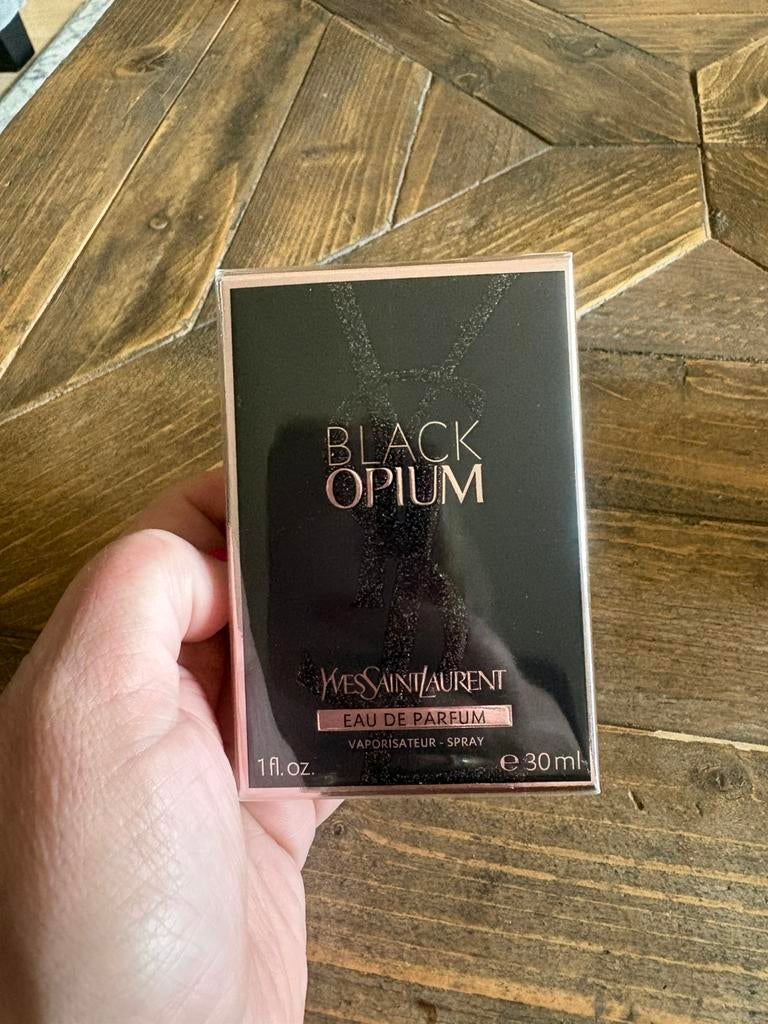 BLACK
OPIUM
YVESSAINTLAURENT
EAU DE PARFUM
VAPORISATEUR - SPRAY
1fl. oz. ℮ 30ml